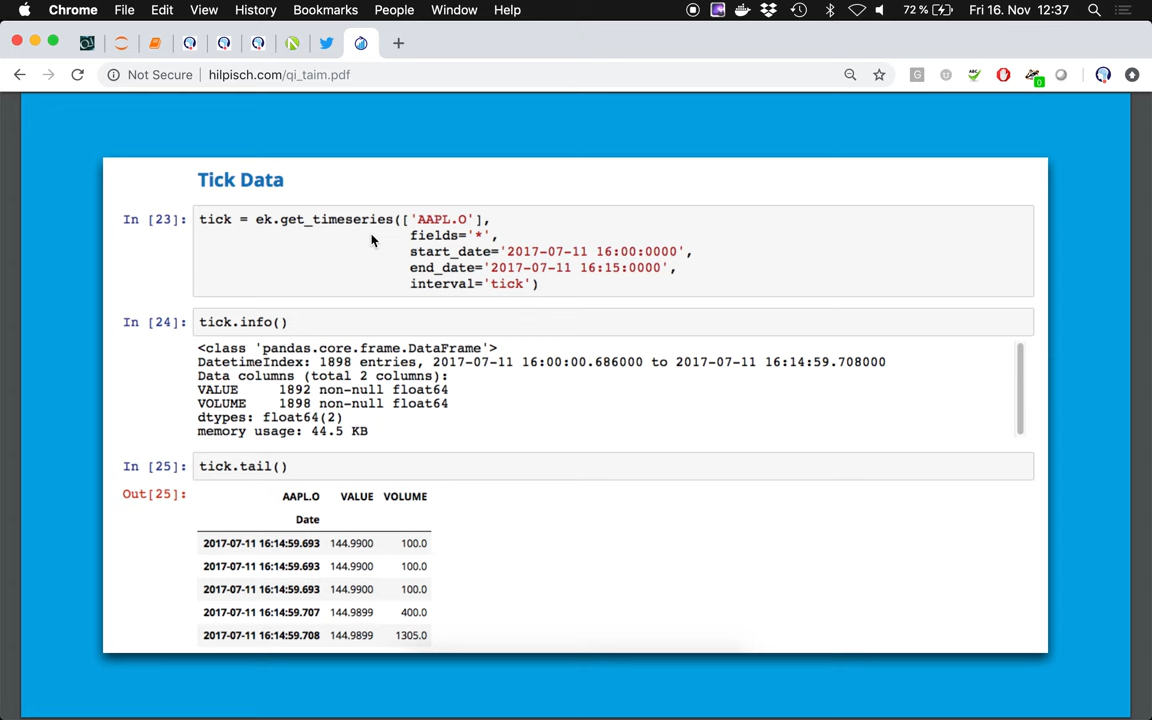 Chrome File Edit View History Bookmarks People Window Help 72% Fri 16. Nov 12:37
Not Secure hilpisch.com/qi_taim.pdf
Tick Data
In [23]: tick = ek.get_timeseries(['AAPL.O'],
fields='*',
start_date='2017-07-11 16:00:0000',
end_date='2017-07-11 16:15:0000',
interval='tick')
In [24]: tick.info()
<class 'pandas.core.frame.DataFrame'>
DatetimeIndex: 1898 entries, 2017-07-11 16:00:00.686000 to 2017-07-11 16:14:59.708000
Data columns (total 2 columns):
VALUE 1892 non-null float64
VOLUME 1898 non-null float64
dtypes: float64(2)
memory usage: 44.5 KB
In [25]: tick.tail()
Out[25]: AAPL.O VALUE VOLUME
Date
2017-07-11 16:14:59.693 144.9900 100.0
2017-07-11 16:14:59.693 144.9900 100.0
2017-07-11 16:14:59.693 144.9900 100.0
2017-07-11 16:14:59.707 144.9899 400.0
2017-07-11 16:14:59.708 144.9899 1305.0